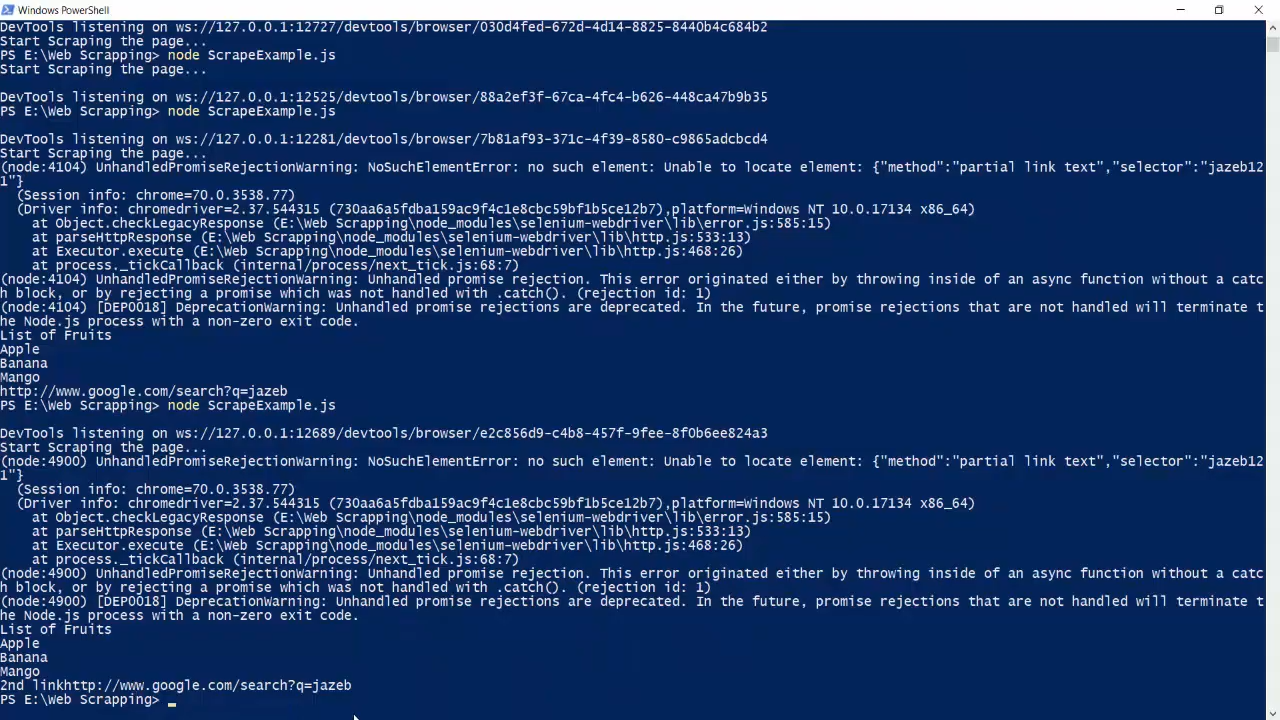 Windows PowerShell
DevTools listening on ws://127.0.0.1:12727/devtools/browser/030d4fed-672d-4d14-8825-8440b4c684b2
Start Scraping the page...
PS E:\Web Scrapping> node ScrapeExample.js
Start Scraping the page...
DevTools listening on ws://127.0.0.1:12525/devtools/browser/88a2ef3f-67ca-4fc4-b626-448ca47b9b35
PS E:\Web Scrapping> node ScrapeExample.js
DevTools listening on ws://127.0.0.1:12281/devtools/browser/7b81af93-371c-4f39-8580-c9865adcbcd4
Start Scraping the page...
(node:4104) UnhandledPromiseRejectionWarning: NoSuchElementError: no such element: Unable to locate element: {"method":"partial link text","selector":"jazeb12
1"}
(Session info: chrome=70.0.3538.77)
(Driver info: chromedriver=2.37.544315 (730aa6a5fdba159ac9f4c1e8cbc59bf1b5ce12b7),platform=Windows NT 10.0.17134 x86_64)
at Object.checkLegacyResponse (E:\Web Scrapping\node_modules\selenium-webdriver\lib\error.js:585:15)
at parseHttpResponse (E:\Web Scrapping\node_modules\selenium-webdriver\lib\http.js:533:13)
at Executor.execute (E:\Web Scrapping\node_modules\selenium-webdriver\lib\http.js:468:26)
at process._tickCallback (internal/process/next_tick.js:68:7)
(node:4104) UnhandledPromiseRejectionWarning: Unhandled promise rejection. This error originated either by throwing inside of an async function without a catc
h block, or by rejecting a promise which was not handled with .catch(). (rejection id: 1)
(node:4104) [DEP0018] DeprecationWarning: Unhandled promise rejections are deprecated. In the future, promise rejections that are not handled will terminate t
he Node.js process with a non-zero exit code.
List of Fruits
Apple
Banana
Mango
http://www.google.com/search?q=jazeb
PS E:\Web Scrapping> node ScrapeExample.js
DevTools listening on ws://127.0.0.1:12689/devtools/browser/e2c856d9-c4b8-457f-9fee-8f0b6ee824a3
Start Scraping the page...
(node:4900) UnhandledPromiseRejectionWarning: NoSuchElementError: no such element: Unable to locate element: {"method":"partial link text","selector":"jazeb12
1"}
(Session info: chrome=70.0.3538.77)
(Driver info: chromedriver=2.37.544315 (730aa6a5fdba159ac9f4c1e8cbc59bf1b5ce12b7),platform=Windows NT 10.0.17134 x86_64)
at Object.checkLegacyResponse (E:\Web Scrapping\node_modules\selenium-webdriver\lib\error.js:585:15)
at parseHttpResponse (E:\Web Scrapping\node_modules\selenium-webdriver\lib\http.js:533:13)
at Executor.execute (E:\Web Scrapping\node_modules\selenium-webdriver\lib\http.js:468:26)
at process._tickCallback (internal/process/next_tick.js:68:7)
(node:4900) UnhandledPromiseRejectionWarning: Unhandled promise rejection. This error originated either by throwing inside of an async function without a catc
h block, or by rejecting a promise which was not handled with .catch(). (rejection id: 1)
(node:4900) [DEP0018] DeprecationWarning: Unhandled promise rejections are deprecated. In the future, promise rejections that are not handled will terminate t
he Node.js process with a non-zero exit code.
List of Fruits
Apple
Banana
Mango
2nd linkhttp://www.google.com/search?q=jazeb
PS E:\Web Scrapping>